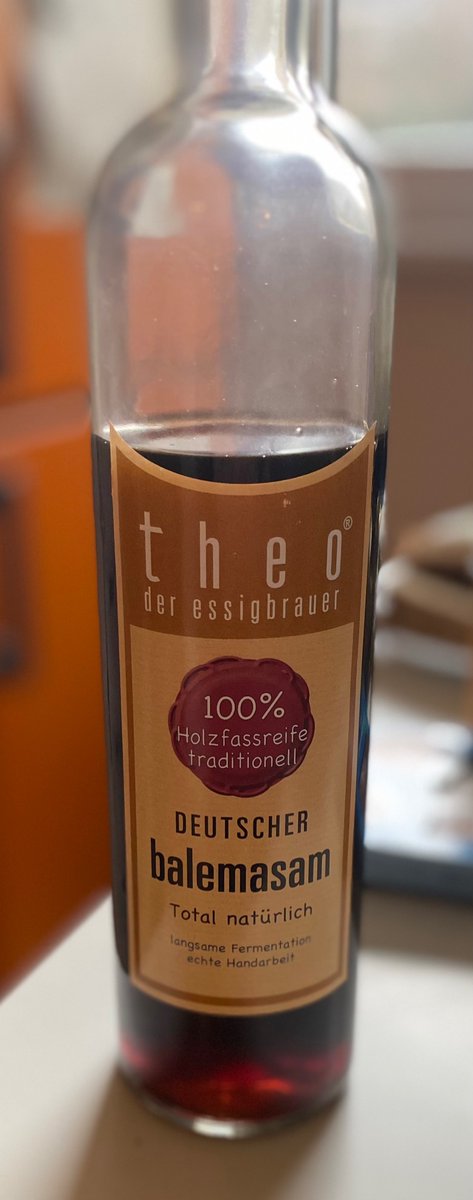 theo®
der essigbrauer
100%
Holzfassreife
traditionell
DEUTSCHER
balemasam
Total natürlich
langsame Fermentation
echte Handarbeit